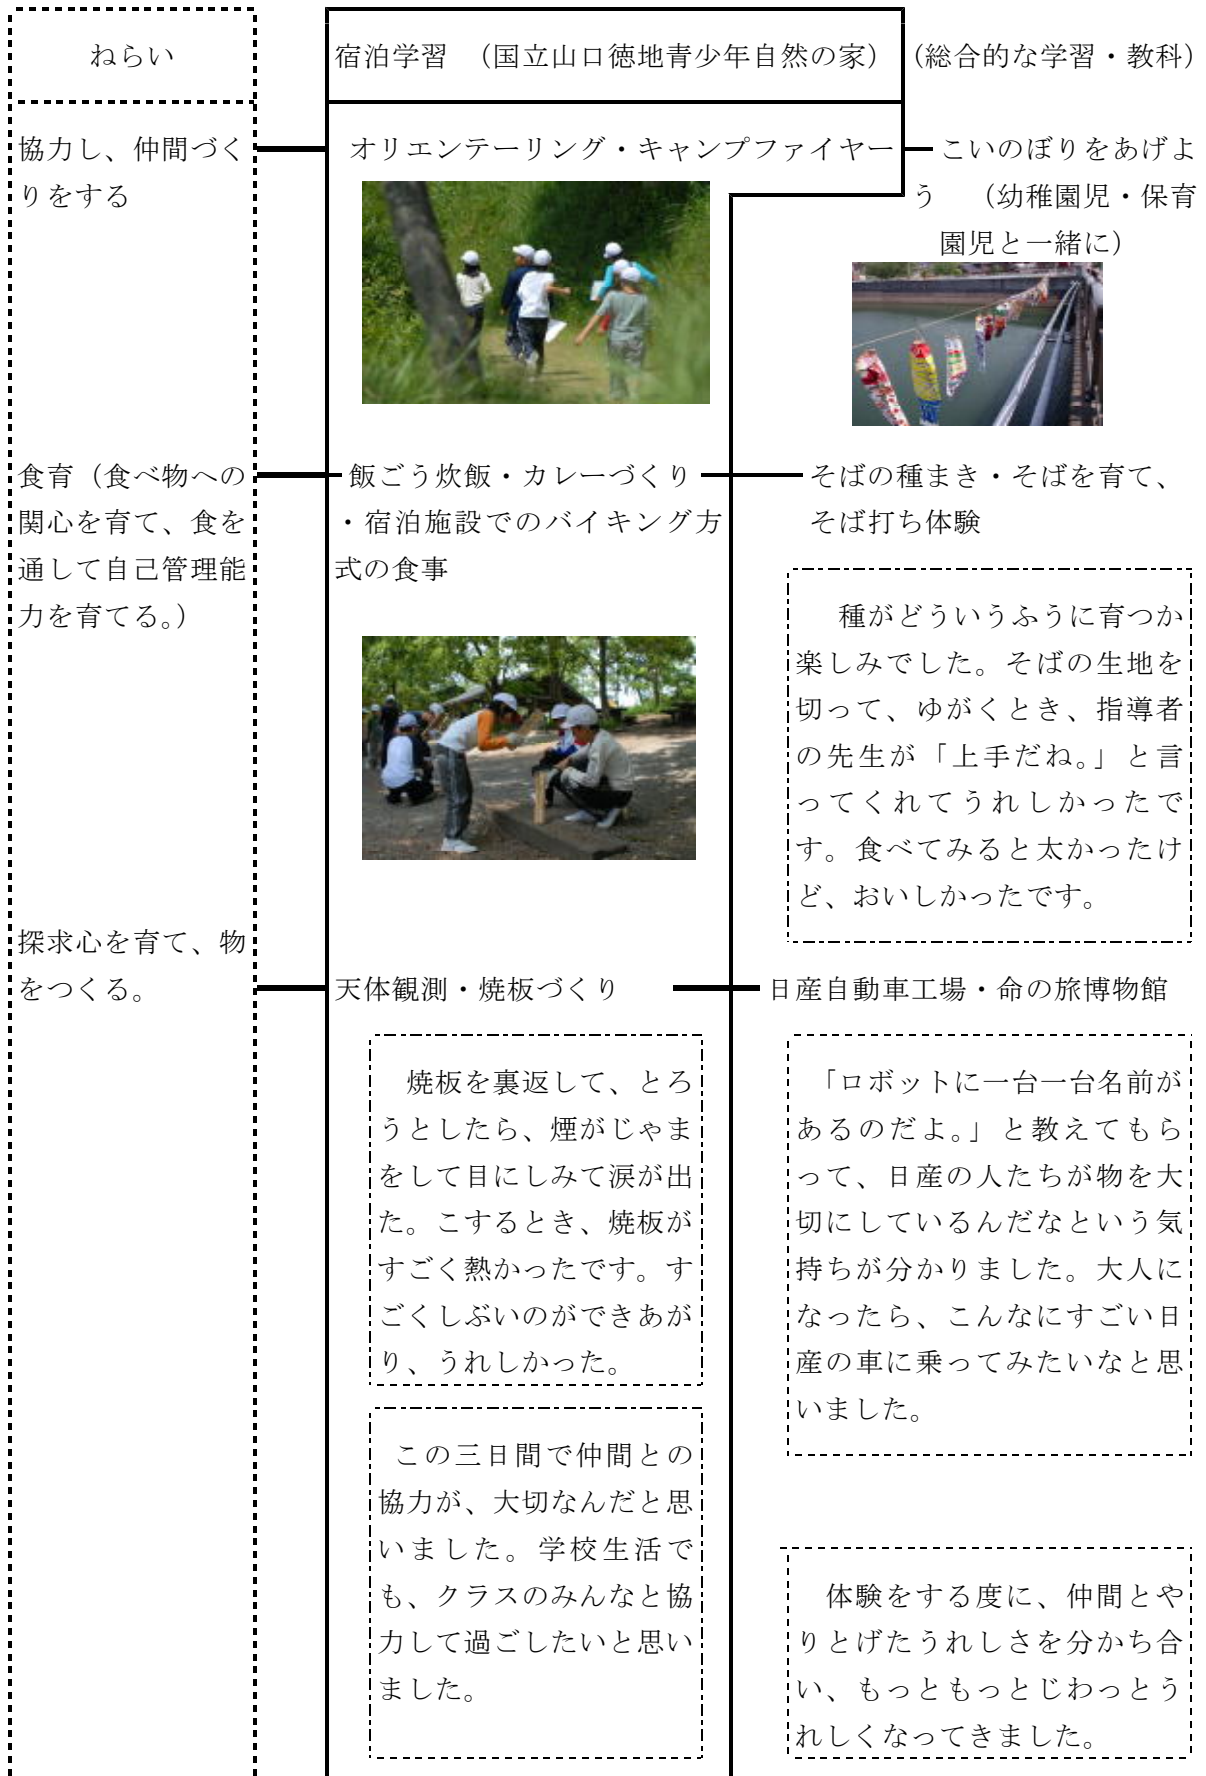 ねらい
宿泊学習　（国立山口徳地青少年自然の家）
（総合的な学習・教科）
協力し、仲間づく
りをする
オリエンテーリング・キャンプファイヤー
こいのぼりをあげよ
う　（幼稚園児・保育
園児と一緒に）
食育（食べ物への
関心を育て、食を
通して自己管理能
力を育てる。）
飯ごう炊飯・カレーづくり
・宿泊施設でのバイキング方
式の食事
そばの種まき・そばを育て、
そば打ち体験
種がどういうふうに育つか
楽しみでした。そばの生地を
切って、ゆがくとき、指導者
の先生が「上手だね。」と言
ってくれてうれしかったで
す。食べてみると太かったけ
ど、おいしかったです。
探求心を育て、物
をつくる。
天体観測・焼板づくり
日産自動車工場・命の旅博物館
焼板を裏返して、とろ
うとしたら、煙がじゃま
をして目にしみて涙が出
た。こするとき、焼板が
すごく熱かったです。す
ごくしぶいのができあが
り、うれしかった。
「ロボットに一台一台名前が
あるのだよ。」と教えてもら
って、日産の人たちが物を大
切にしているんだなという気
持ちが分かりました。大人に
なったら、こんなにすごい日
産の車に乗ってみたいなと思
いました。
この三日間で仲間との
協力が、大切なんだと思
いました。学校生活で
も、クラスのみんなと協
力して過ごしたいと思い
ました。
体験をする度に、仲間とや
りとげたうれしさを分かち合
い、もっともっとじわっとう
れしくなってきました。